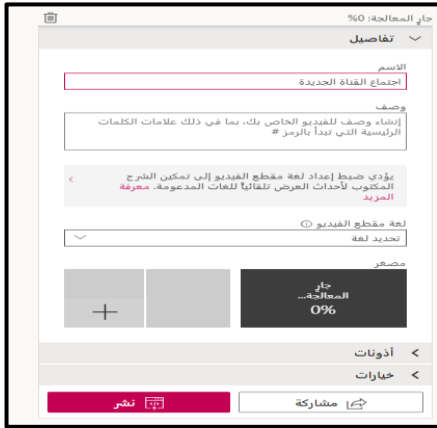 جارٍ المعالجة: 0%
تفاصيل
الاسم
اجتماع القناة الجديدة
وصف
إنشاء وصف للفيديو الخاص بك، بما في ذلك علامات الكلمات
الرئيسية التي تبدأ بالرمز #
يؤدي ضبط إعداد لغة مقطع الفيديو إلى تمكين الشرح
المكتوب لأحداث العرض تلقائياً للغات المدعومة. معرفة
المزيد
لغة مقطع الفيديو
تحديد لغة
مصغر
جارٍ
المعالجة...
0%
أذونات
خيارات
مشاركة
نشر